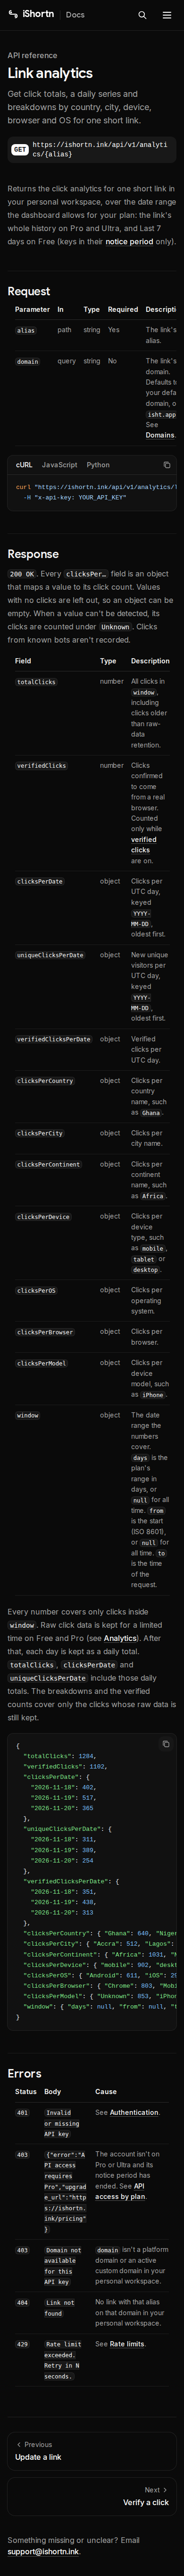 iShortn
Docs
API reference
Link analytics
Get click totals, a daily series and
breakdowns by country, city, device,
browser and OS for one short link.
GET https://ishortn.ink/api/v1/analyti
cs/{alias}
Returns the click analytics for one short link in
your personal workspace, over the date range
the dashboard allows for your plan: the link's
whole history on Pro or Ultra, and Last 7
days on Free (keys in their notice period only).
Request
Parameter In Type Required Descripti
alias path string Yes The link's
alias.
domain query string No The link's
domain.
Defaults to
your default
domain, o
isht.app
See
Domains.
cURL JavaScript Python
curl "https://ishortn.ink/api/v1/analytics/
-H "x-api-key: YOUR_API_KEY"
Response
200 OK. Every clicksPer… field is an object
that maps a value to its click count. Values
with no clicks are left out, so an object can be
empty. When a value can't be detected, its
clicks are counted under Unknown. Clicks
from known bots aren't recorded.
Field Type Description
totalClicks number All clicks in
window,
including
clicks older
than raw-
data
retention.
verifiedClicks number Clicks
confirmed
to come
from a real
browser.
Counted
only while
verified
clicks
are on.
clicksPerDate object Clicks per
UTC day,
keyed
YYYY-
MM-DD,
oldest first.
uniqueClicksPerDate object New unique
visitors per
UTC day,
keyed
YYYY-
MM-DD,
oldest first.
verifiedClicksPerDate object Verified
clicks per
UTC day.
clicksPerCountry object Clicks per
country
name, such
as Ghana.
clicksPerCity object Clicks per
city name.
clicksPerContinent object Clicks per
continent
name, such
as Africa.
clicksPerDevice object Clicks per
device
type, such
as mobile,
tablet or
desktop.
clicksPerOS object Clicks per
operating
system.
clicksPerBrowser object Clicks per
browser.
clicksPerModel object Clicks per
device
model, such
as iPhone.
window object The date
range the
numbers
cover.
days is the
plan's
range in
days, or
null for all
time. from
is the start
(ISO 8601),
or null for
all time. to
is the time
of the
request.
Every number covers only clicks inside
window. Raw click data is kept for a limited
time on Free and Pro (see Analytics). After
that, each day is kept as a daily total.
totalClicks, clicksPerDate and
uniqueClicksPerDate include those daily
totals. The breakdowns and the verified
counts cover only the clicks whose raw data is
still kept.
{
"totalClicks": 1284,
"verifiedClicks": 1102,
"clicksPerDate": {
"2026-11-18": 402,
"2026-11-19": 517,
"2026-11-20": 365
},
"uniqueClicksPerDate": {
"2026-11-18": 311,
"2026-11-19": 389,
"2026-11-20": 254
},
"verifiedClicksPerDate": {
"2026-11-18": 351,
"2026-11-19": 438,
"2026-11-20": 313
},
"clicksPerCountry": { "Ghana": 640, "Niger
"clicksPerCity": { "Accra": 512, "Lagos":
"clicksPerContinent": { "Africa": 1031, "N
"clicksPerDevice": { "mobile": 902, "deskt
"clicksPerOS": { "Android": 611, "iOS": 29
"clicksPerBrowser": { "Chrome": 803, "Mobi
"clicksPerModel": { "Unknown": 853, "iPhon
"window": { "days": null, "from": null, "t
}
Errors
Status Body Cause
401 Invalid
or missing
API key
See Authentication.
403 {"error":"A
PI access
requires
Pro","upgrad
e_url":"http
s://ishortn.
ink/pricing"
}
The account isn't on
Pro or Ultra and its
notice period has
ended. See API
access by plan.
403 Domain not
available
for this
API key
domain isn't a platform
domain or an active
custom domain in your
personal workspace.
404 Link not
found
No link with that alias
on that domain in your
personal workspace.
429 Rate limit
exceeded.
Retry in N
seconds.
See Rate limits.
Previous
Update a link
Next
Verify a click
Something missing or unclear? Email
support@ishortn.ink.